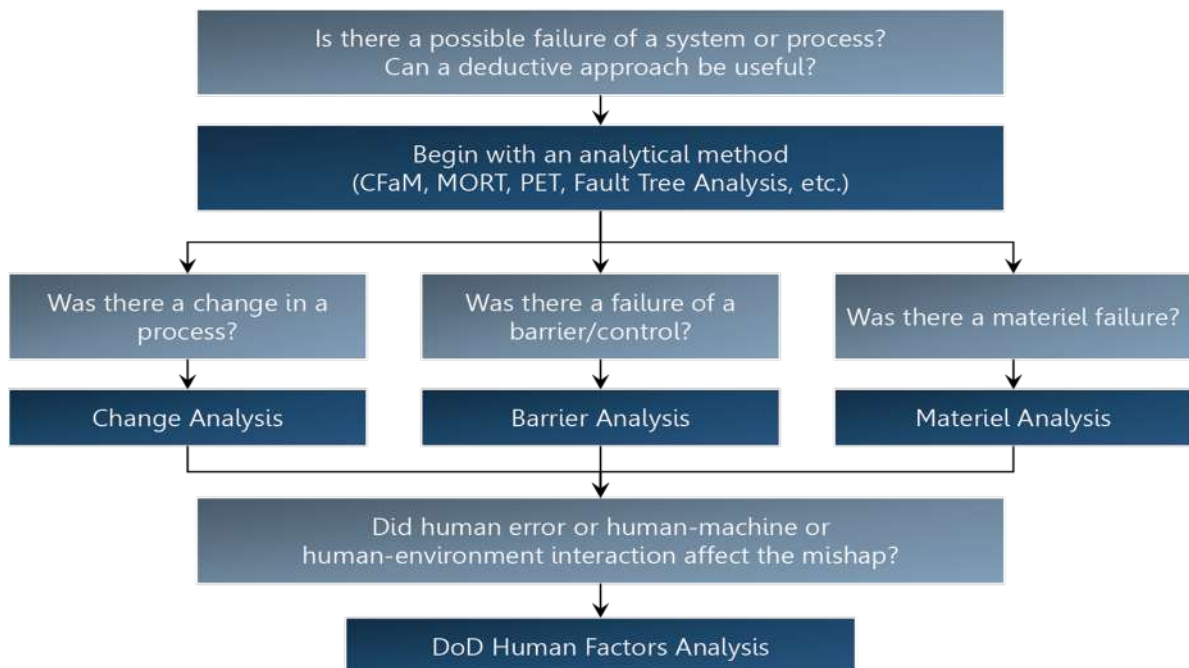 Is there a possible failure of a system or process?
Can a deductive approach be useful?
Begin with an analytical method
(CFaM, MORT, PET, Fault Tree Analysis, etc.)
Was there a change in a
process?
Was there a failure of a
barrier/control?
Was there a materiel failure?
Change Analysis
Barrier Analysis
Materiel Analysis
Did human error or human-machine or
human-environment interaction affect the mishap?
DoD Human Factors Analysis